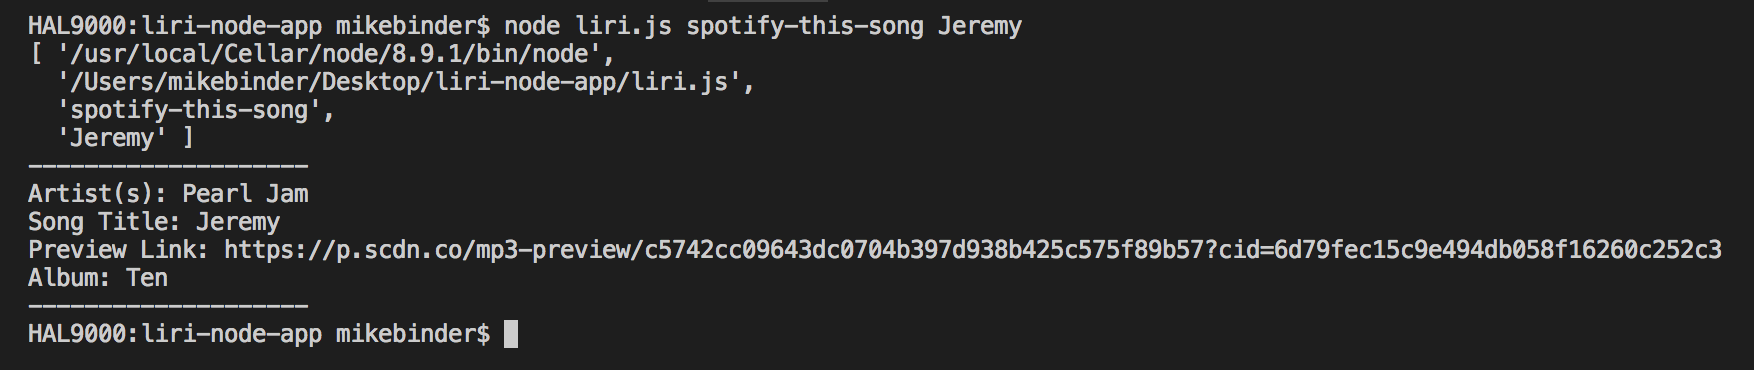 HAL9000:liri-node-app mikebinder$ node liri.js spotify-this-song Jeremy
[ '/usr/local/Cellar/node/8.9.1/bin/node',
  '/Users/mikebinder/Desktop/liri-node-app/liri.js',
  'spotify-this-song',
  'Jeremy' ]
--------------------
Artist(s): Pearl Jam
Song Title: Jeremy
Preview Link: https://p.scdn.co/mp3-preview/c5742cc09643dc0704b397d938b425c575f89b57?cid=6d79fec15c9e494db058f16260c252c3
Album: Ten
--------------------
HAL9000:liri-node-app mikebinder$